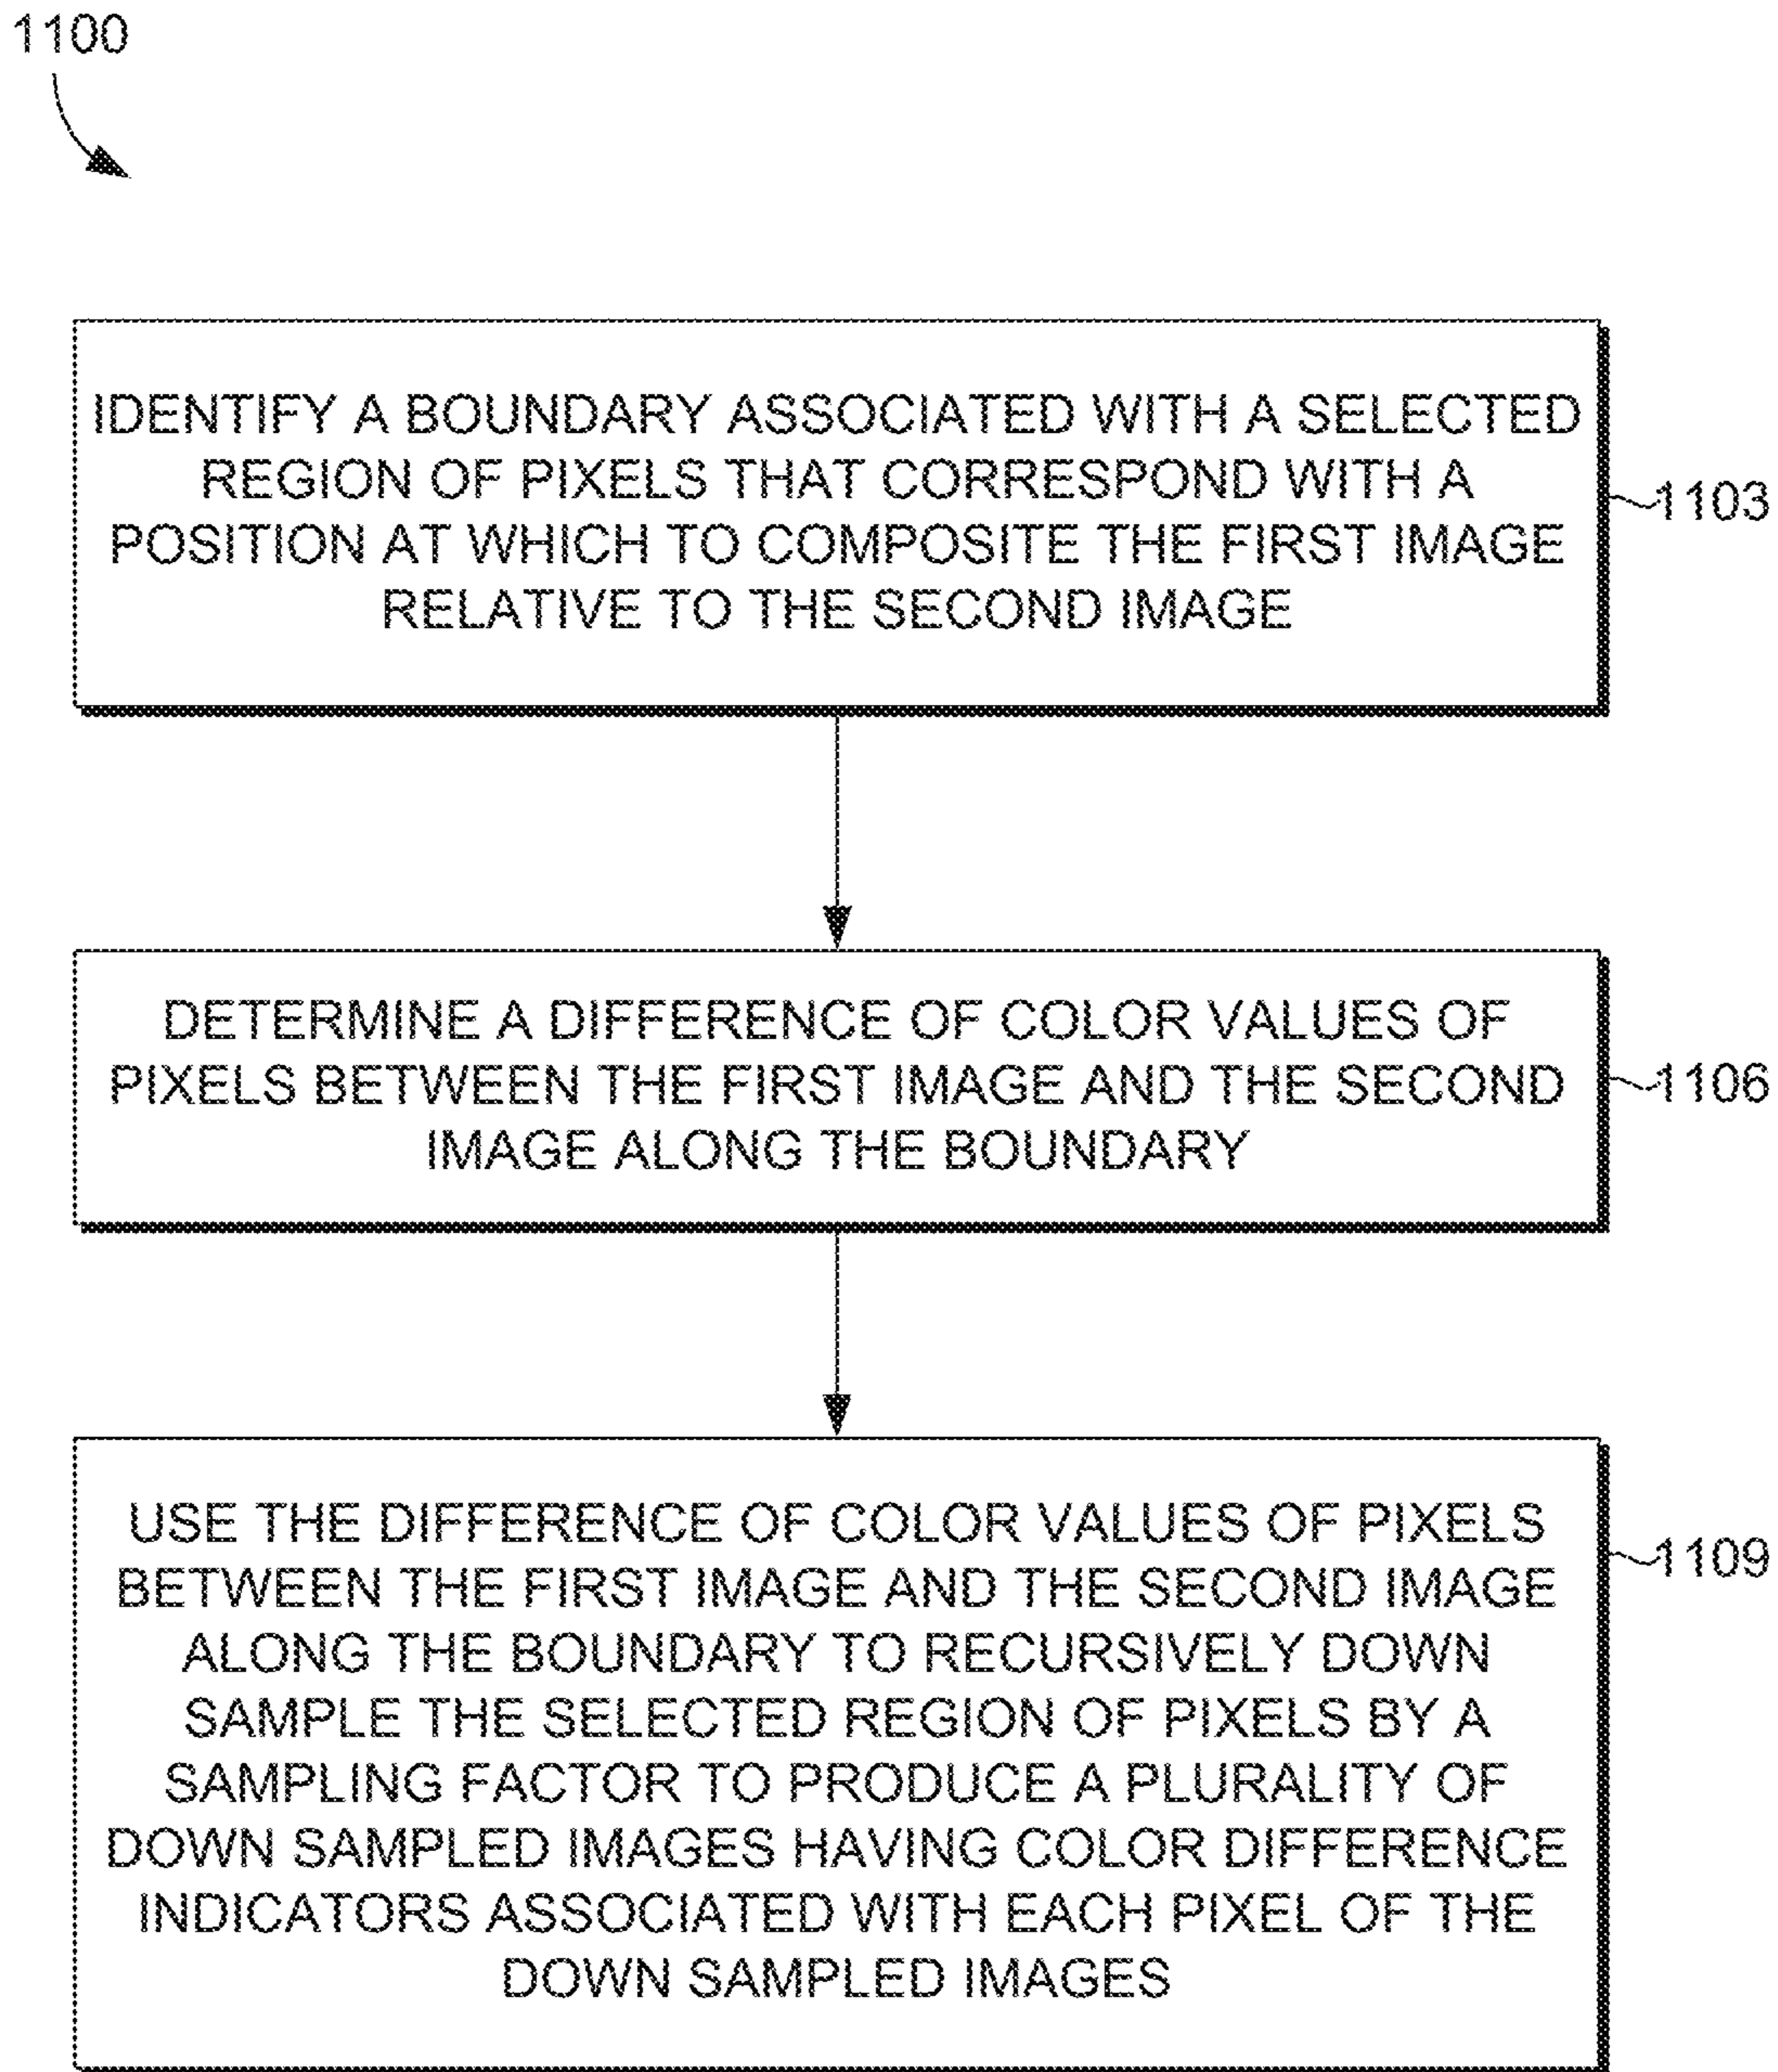 1100
IDENTIFY A BOUNDARY ASSOCIATED WITH A SELECTED
REGION OF PIXELS THAT CORRESPOND WITH A
POSITION AT WHICH TO COMPOSITE THE FIRST IMAGE
RELATIVE TO THE SECOND IMAGE
1103
DETERMINE A DIFFERENCE OF COLOR VALUES OF
PIXELS BETWEEN THE FIRST IMAGE AND THE SECOND
IMAGE ALONG THE BOUNDARY
1106
USE THE DIFFERENCE OF COLOR VALUES OF PIXELS
BETWEEN THE FIRST IMAGE AND THE SECOND IMAGE
ALONG THE BOUNDARY TO RECURSIVELY DOWN
SAMPLE THE SELECTED REGION OF PIXELS BY A
SAMPLING FACTOR TO PRODUCE A PLURALITY OF
DOWN SAMPLED IMAGES HAVING COLOR DIFFERENCE
INDICATORS ASSOCIATED WITH EACH PIXEL OF THE
DOWN SAMPLED IMAGES
1109